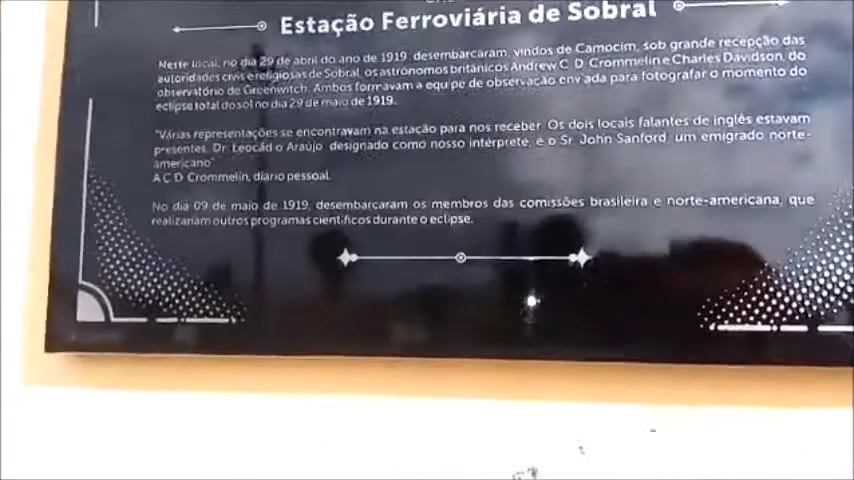 Estação Ferroviária de Sobral
Neste local, no dia 29 de abril do ano de 1919, desembarcaram, vindos de Camocim, sob grande recepção das
autoridades civis e religiosas de Sobral, os astrônomos britânicos Andrew C D Crommelin e Charles Davidson, do
observatório de Greenwitch. Ambos formavam a equipe de observação enviada para fotografar o momento do
eclipse total do sol no dia 29 de maio de 1919.
"Várias representações se encontravam na estação para nos receber. Os dois locais falantes de inglês estavam
presentes. Dr. Leocádio Araújo, designado como nosso intérprete, e o Sr. John Sanford, um emigrado norte-
americano"
A C D Crommelin, diário pessoal.
No dia 09 de maio de 1919, desembarcaram os membros das comissões brasileira e norte-americana, que
realizariam outros programas científicos durante o eclipse.